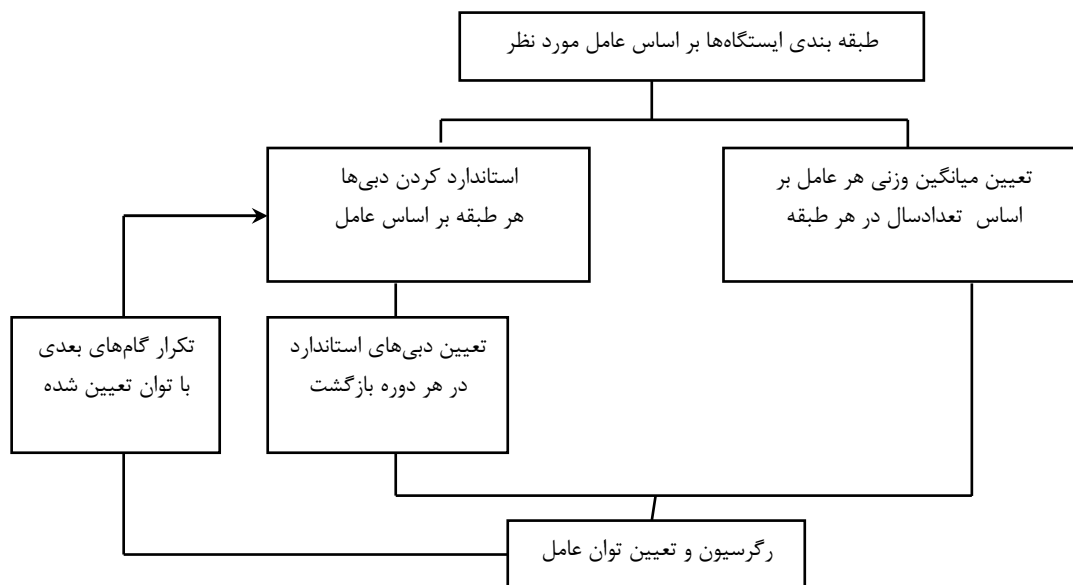 طبقه بندی ایستگاه‌ها بر اساس عامل مورد نظر
تعیین میانگین وزنی هر عامل بر
اساس تعدادسال در هر طبقه
استاندارد کردن دبی‌ها
هر طبقه بر اساس عامل
تعیین دبی‌های استاندارد
در هر دوره بازگشت
تکرار گام‌های بعدی
با توان تعیین شده
رگرسیون و تعیین توان عامل